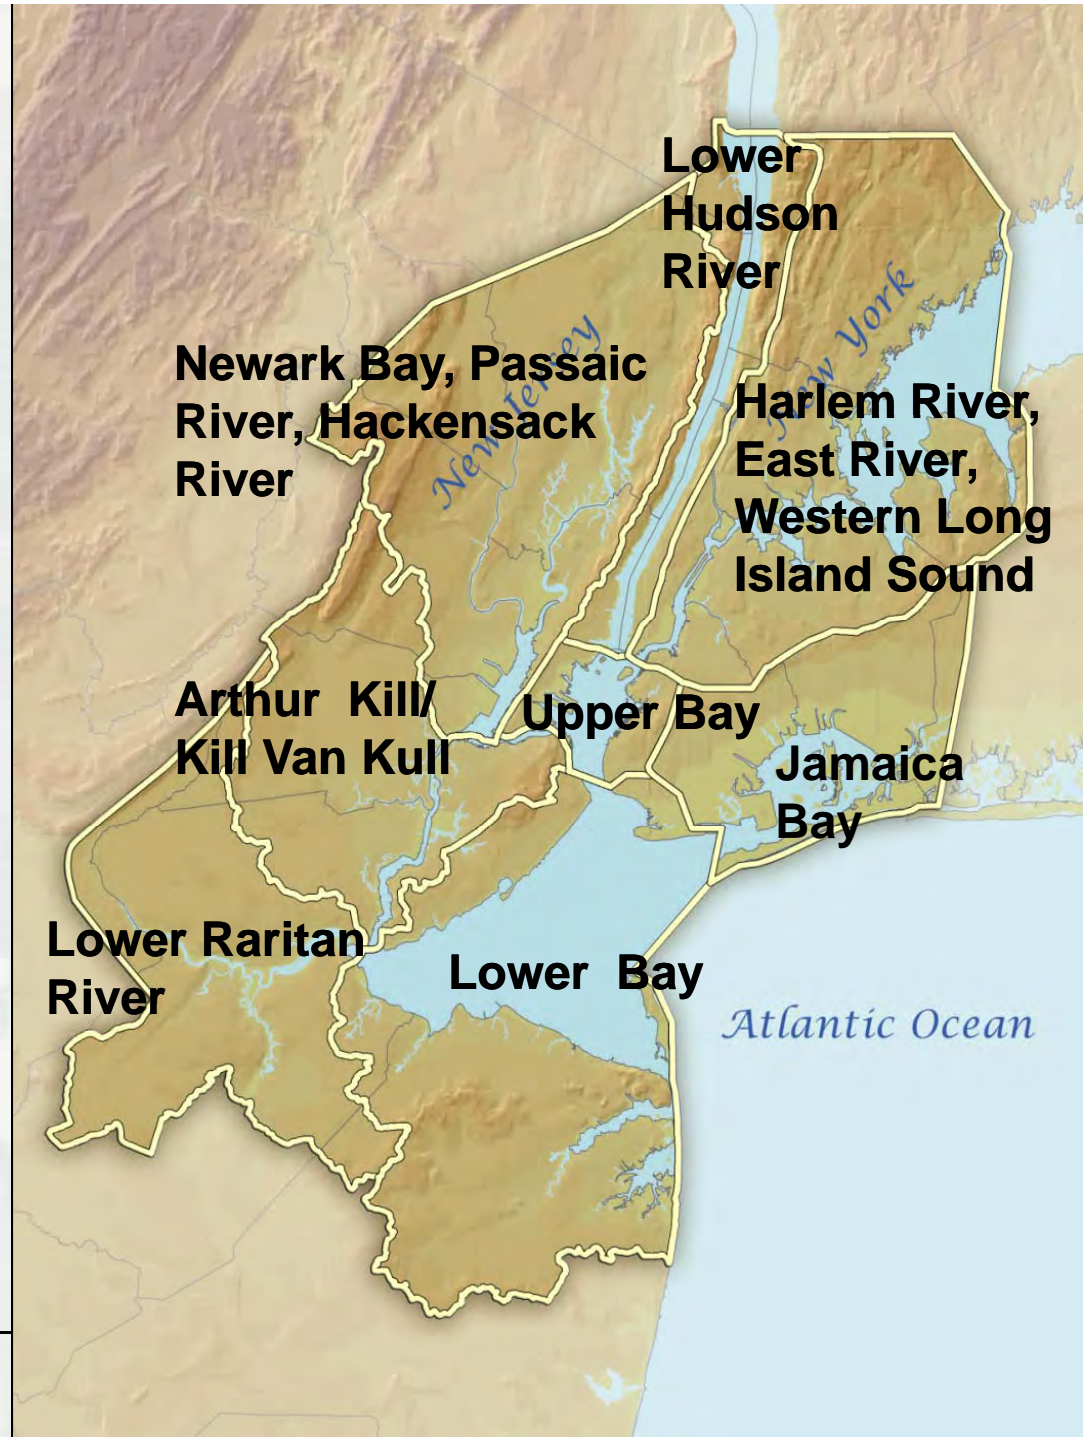 Lower
Hudson
River
New Jersey
New York
Newark Bay, Passaic
River, Hackensack
River
Harlem River,
East River,
Western Long
Island Sound
Arthur Kill/
Kill Van Kull
Upper Bay
Jamaica
Bay
Lower Raritan
River
Lower Bay
Atlantic Ocean